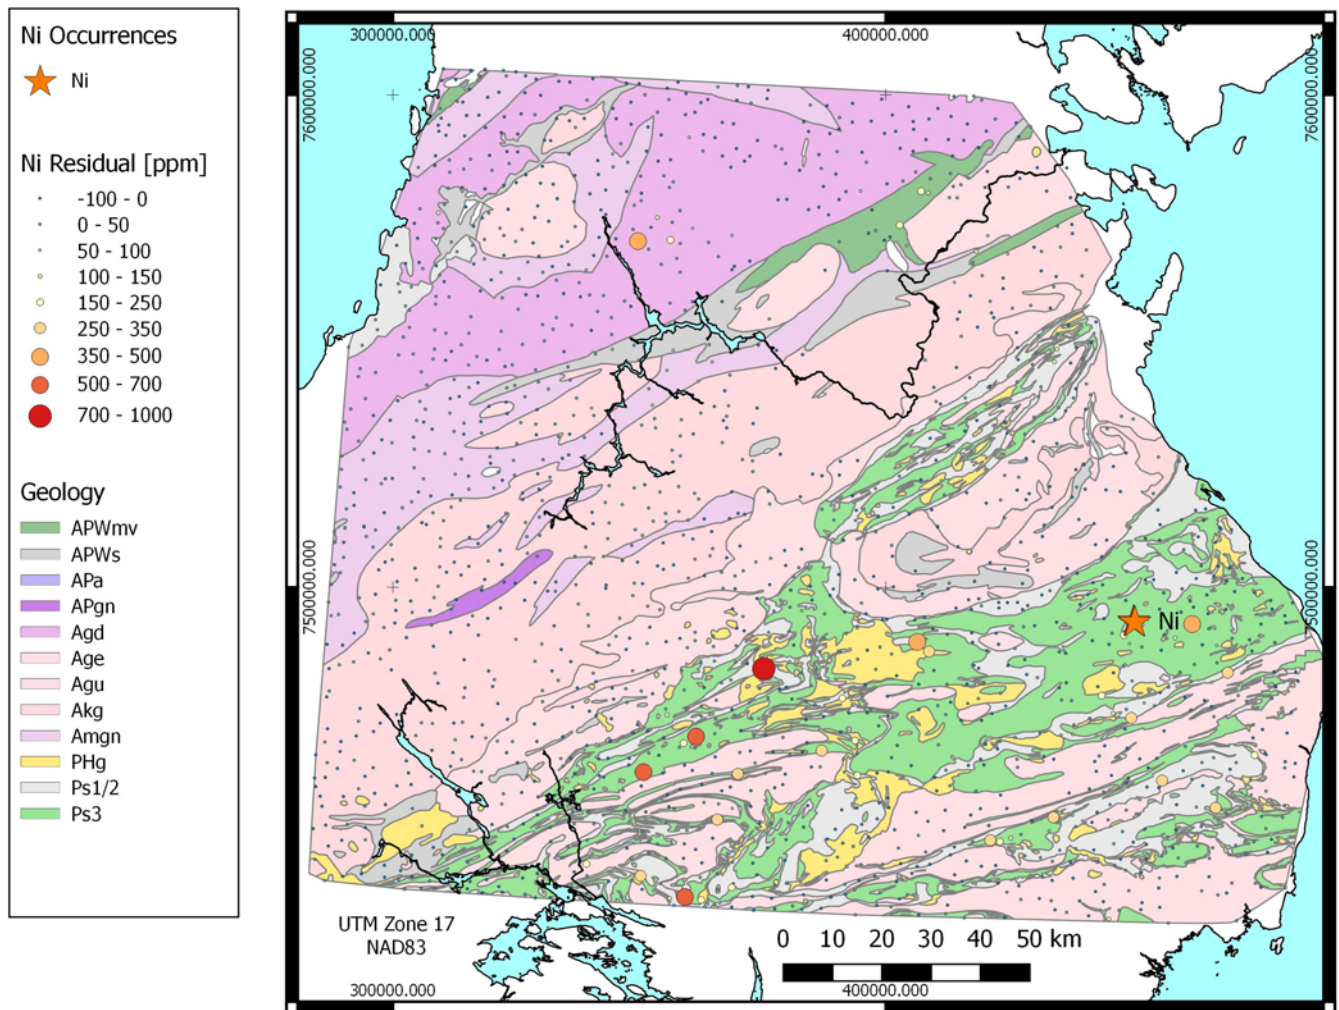 Ni Occurrences
Ni
Ni Residual [ppm]
-100 - 0
0 - 50
50 - 100
100 - 150
150 - 250
250 - 350
350 - 500
500 - 700
700 - 1000
Geology
APWmv
APWs
APa
APgn
Agd
Age
Agu
Akg
Amgn
PHg
Ps1/2
Ps3
300000.000
400000.000
7600000.000
7600000.000
7500000.000
7500000.000
Ni
UTM Zone 17
NAD83
0 10 20 30 40 50 km
300000.000
400000.000